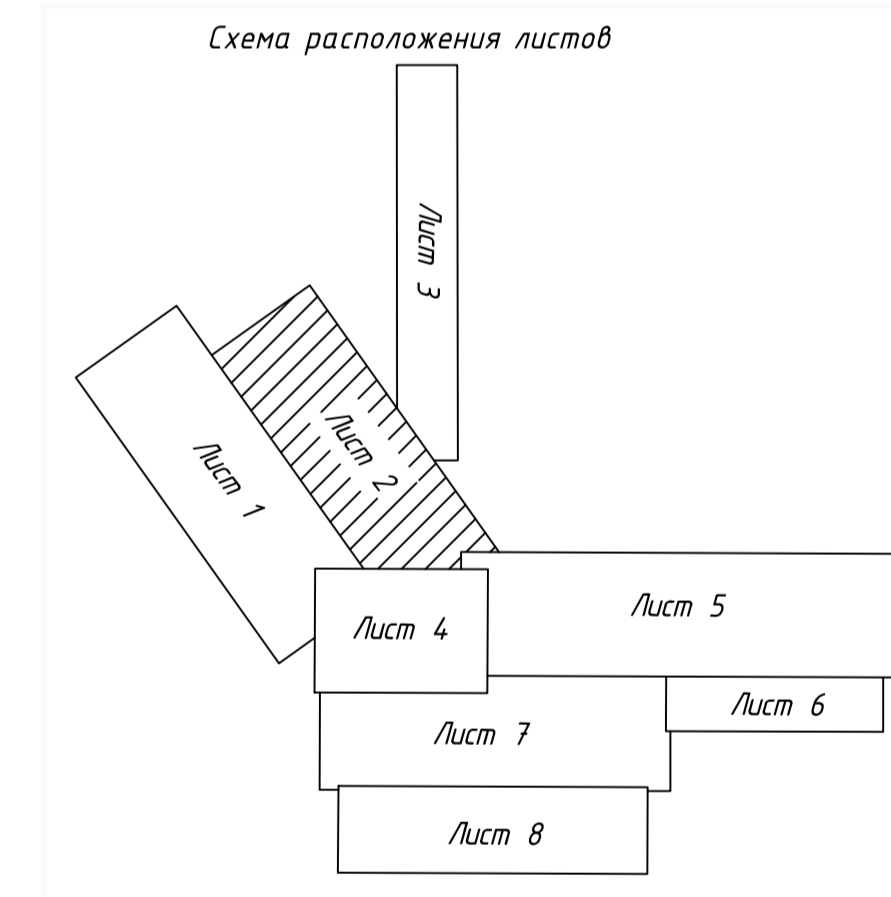 Схема расположения листов
Лист 3
Лист 2
Лист 1
Лист 5
Лист 4
Лист 6
Лист 7
Лист 8